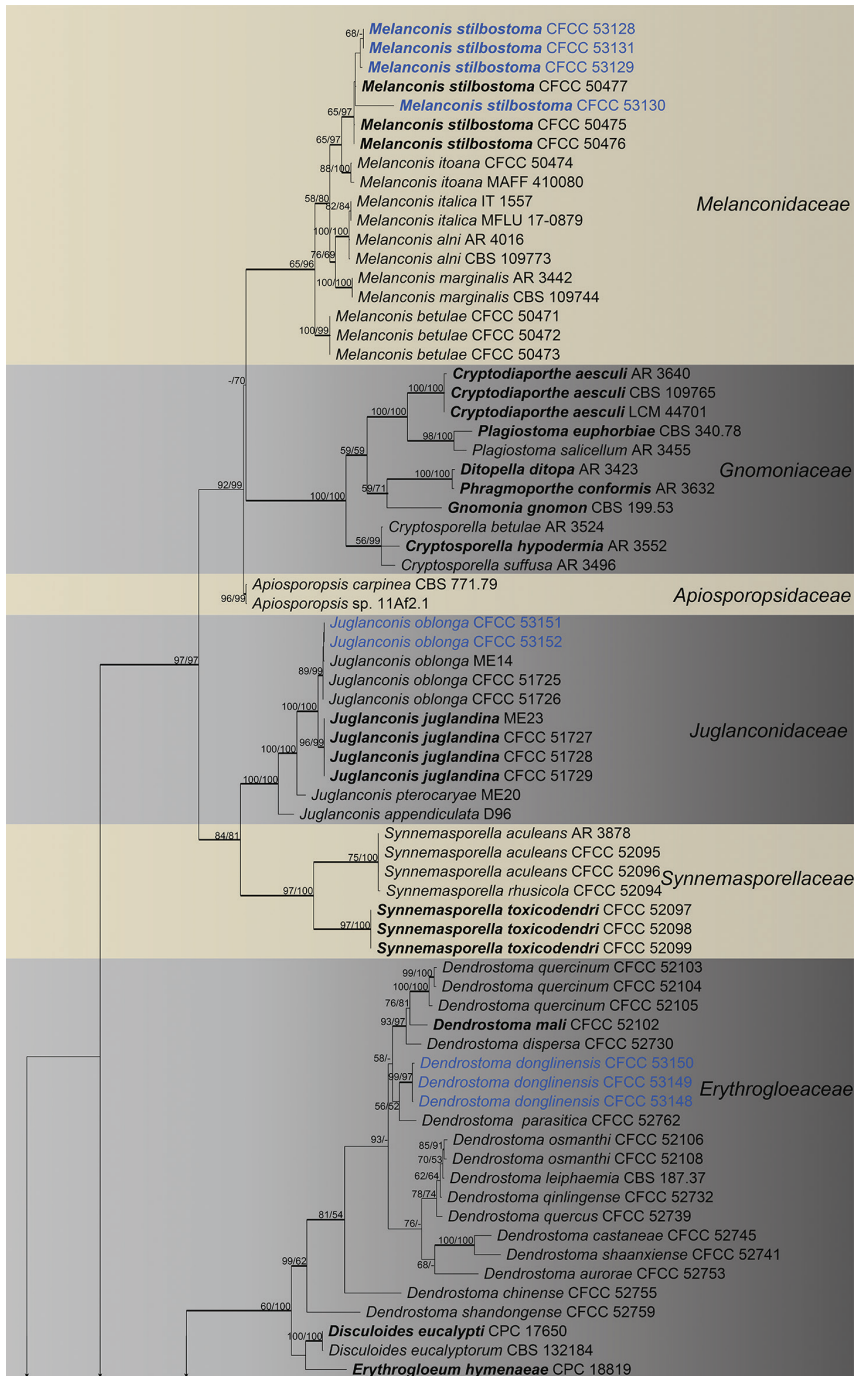 Melanconis stilbostoma CFCC 53128
68/-
Melanconis stilbostoma CFCC 53131
Melanconis stilbostoma CFCC 53129
Melanconis stilbostoma CFCC 50477
Melanconis stilbostoma CFCC 53130
65/97
Melanconis stilbostoma CFCC 50475
65/97
Melanconis stilbostoma CFCC 50476
Melanconis itoana CFCC 50474
88/100
Melanconis itoana MAFF 410080
58/80
Melanconis italica IT 1557
82/84
Melanconidaceae
Melanconis italica MFLU 17-0879
100/100
Melanconis alni AR 4016
76/69
Melanconis alni CBS 109773
65/96
Melanconis marginalis AR 3442
100/100
Melanconis marginalis CBS 109744
Melanconis betulae CFCC 50471
100/99
Melanconis betulae CFCC 50472
Melanconis betulae CFCC 50473
-/70
Cryptodiaporthe aesculi AR 3640
100/100
Cryptodiaporthe aesculi CBS 109765
100/100
Cryptodiaporthe aesculi LCM 44701
Plagiostoma euphorbiae CBS 340.78
98/100
Plagiostoma salicellum AR 3455
59/59
Gnomoniaceae
Ditopella ditopa AR 3423
100/100
92/99
Phragmoporthe conformis AR 3632
59/71
100/100
Gnomonia gnomon CBS 199.53
Cryptosporella betulae AR 3524
56/99
Cryptosporella hypodermia AR 3552
Cryptosporella suffusa AR 3496
Apiosporopsis carpinea CBS 771.79
96/99
Apiosporopsidaceae
Apiosporopsis sp. 11Af2.1
Juglanconis oblonga CFCC 53151
Juglanconis oblonga CFCC 53152
97/97
Juglanconis oblonga ME14
89/99
Juglanconis oblonga CFCC 51725
Juglanconis oblonga CFCC 51726
100/100
Juglanconis juglandina ME23
Juglanconidaceae
Juglanconis juglandina CFCC 51727
96/99
100/100
Juglanconis juglandina CFCC 51728
Juglanconis juglandina CFCC 51729
100/100
Juglanconis pterocaryae ME20
Juglanconis appendiculata D96
84/81
Synnemasporella aculeans AR 3878
Synnemasporella aculeans CFCC 52095
75/100
Synnemasporella aculeans CFCC 52096
Synnemasporellaceae
Synnemasporella rhusicola CFCC 52094
97/100
Synnemasporella toxicodendri CFCC 52097
Synnemasporella toxicodendri CFCC 52098
97/100
Synnemasporella toxicodendri CFCC 52099
Dendrostoma quercinum CFCC 52103
99/100
Dendrostoma quercinum CFCC 52104
100/100
Dendrostoma quercinum CFCC 52105
76/81
Dendrostoma mali CFCC 52102
93/97
Dendrostoma dispersa CFCC 52730
58/-
Dendrostoma donglinensis CFCC 53150
99/97
Dendrostoma donglinensis CFCC 53149
Erythrogloeaceae
Dendrostoma donglinensis CFCC 53148
56/52
Dendrostoma parasitica CFCC 52762
93/-
Dendrostoma osmanthi CFCC 52106
85/91
Dendrostoma osmanthi CFCC 52108
70/53
Dendrostoma leiphaemia CBS 187.37
62/64
Dendrostoma qinlingense CFCC 52732
78/74
Dendrostoma quercus CFCC 52739
81/54
76/-
Dendrostoma castaneae CFCC 52745
100/100
Dendrostoma shaanxiense CFCC 52741
68/-
Dendrostoma aurorae CFCC 52753
99/62
Dendrostoma chinense CFCC 52755
60/100
Dendrostoma shandongense CFCC 52759
Disculoides eucalypti CPC 17650
100/100
Disculoides eucalyptorum CBS 132184
Erythrogloeum hymenaeae CPC 18819